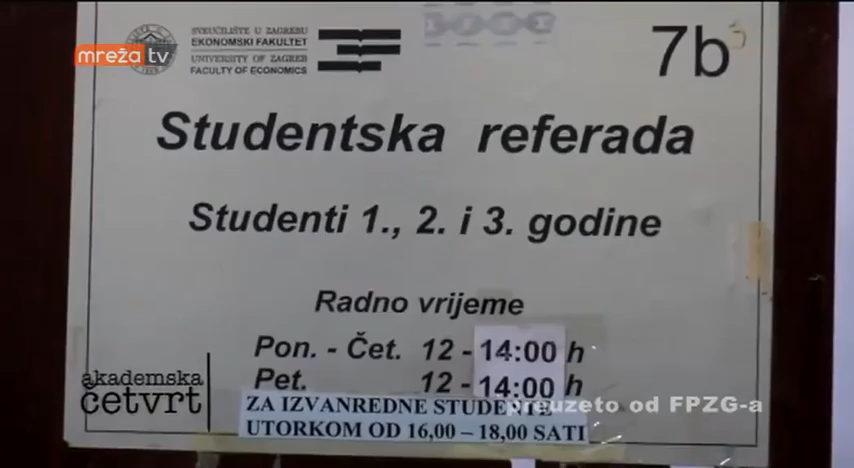 mreža tv
SVEUČILIŠTE U ZAGREBU
EKONOMSKI FAKULTET
UNIVERSITY OF ZAGREB
FACULTY OF ECONOMICS
7b
Studentska referada
Studenti 1., 2. i 3. godine
Radno vrijeme
Pon. - Čet. 12 - 14:00 h
Pet. 12 - 14:00 h
ZA IZVANREDNE STUDENTE
UTORKOM OD 16,00 – 18,00 SATI
akademska
četvrt
preuzeto od FPZG-a